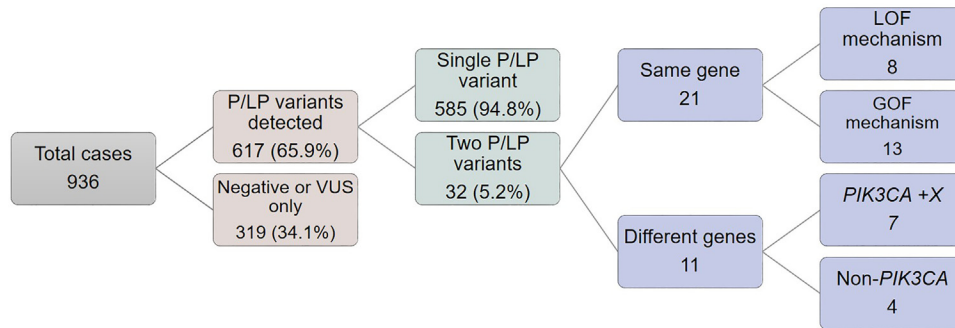 Total cases
936
P/LP variants
detected
617 (65.9%)
Negative or VUS
only
319 (34.1%)
Single P/LP
variant
585 (94.8%)
Two P/LP
variants
32 (5.2%)
Same gene
21
Different genes
11
LOF
mechanism
8
GOF
mechanism
13
PIK3CA +X
7
Non-PIK3CA
4